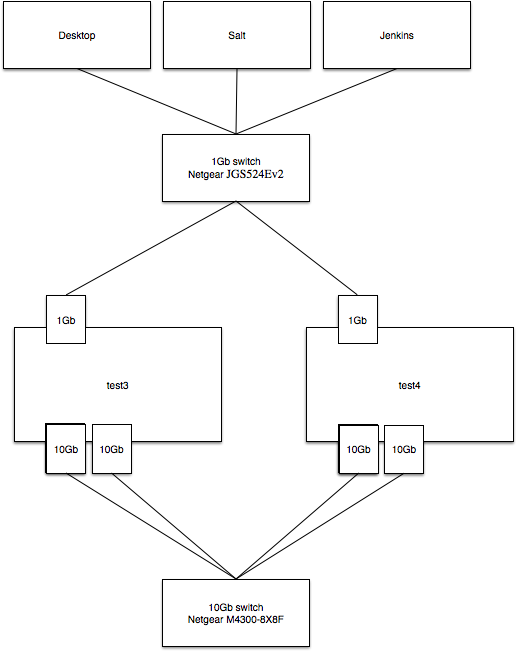 Desktop
Salt
Jenkins
1Gb switch
Netgear JGS524Ev2
1Gb
1Gb
test3
test4
10Gb
10Gb
10Gb
10Gb
10Gb switch
Netgear M4300-8X8F